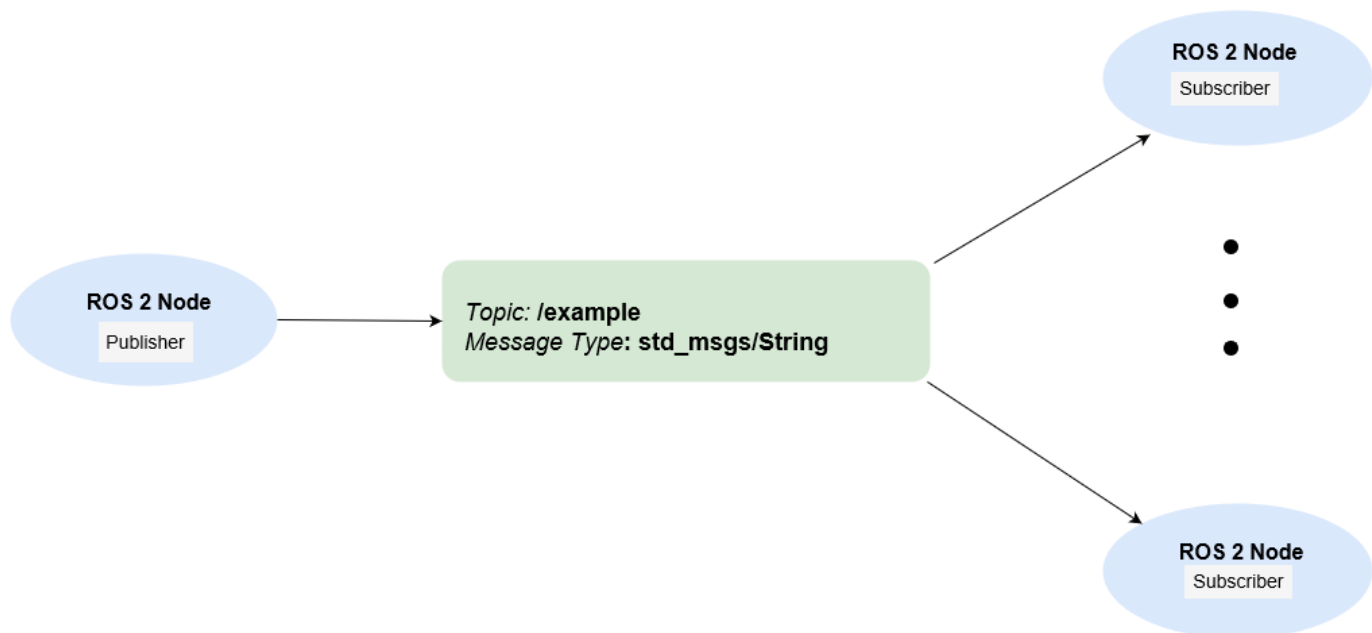 ROS 2 Node
Publisher
Topic: /example
Message Type: std_msgs/String
ROS 2 Node
Subscriber
ROS 2 Node
Subscriber